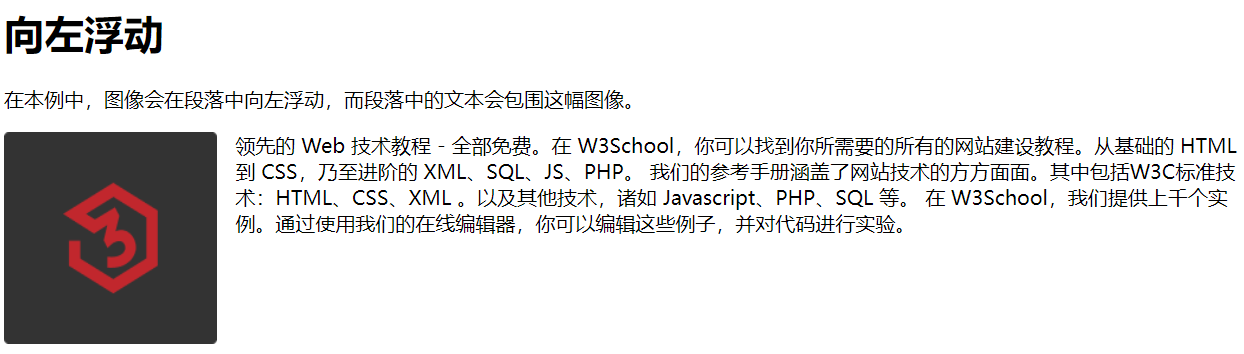 向左浮动
在本例中，图像会在段落中向左浮动，而段落中的文本会包围这幅图像。
领先的 Web 技术教程 - 全部免费。在 W3School，你可以找到你所需要的所有的网站建设教程。从基础的 HTML
到 CSS，乃至进阶的 XML、SQL、JS、PHP。 我们的参考手册涵盖了网站技术的方方面面。其中包括W3C标准技
术：HTML、CSS、XML 。以及其他技术，诸如 Javascript、PHP、SQL 等。 在 W3School，我们提供上千个实
例。通过使用我们的在线编辑器，你可以编辑这些例子，并对代码进行实验。
3